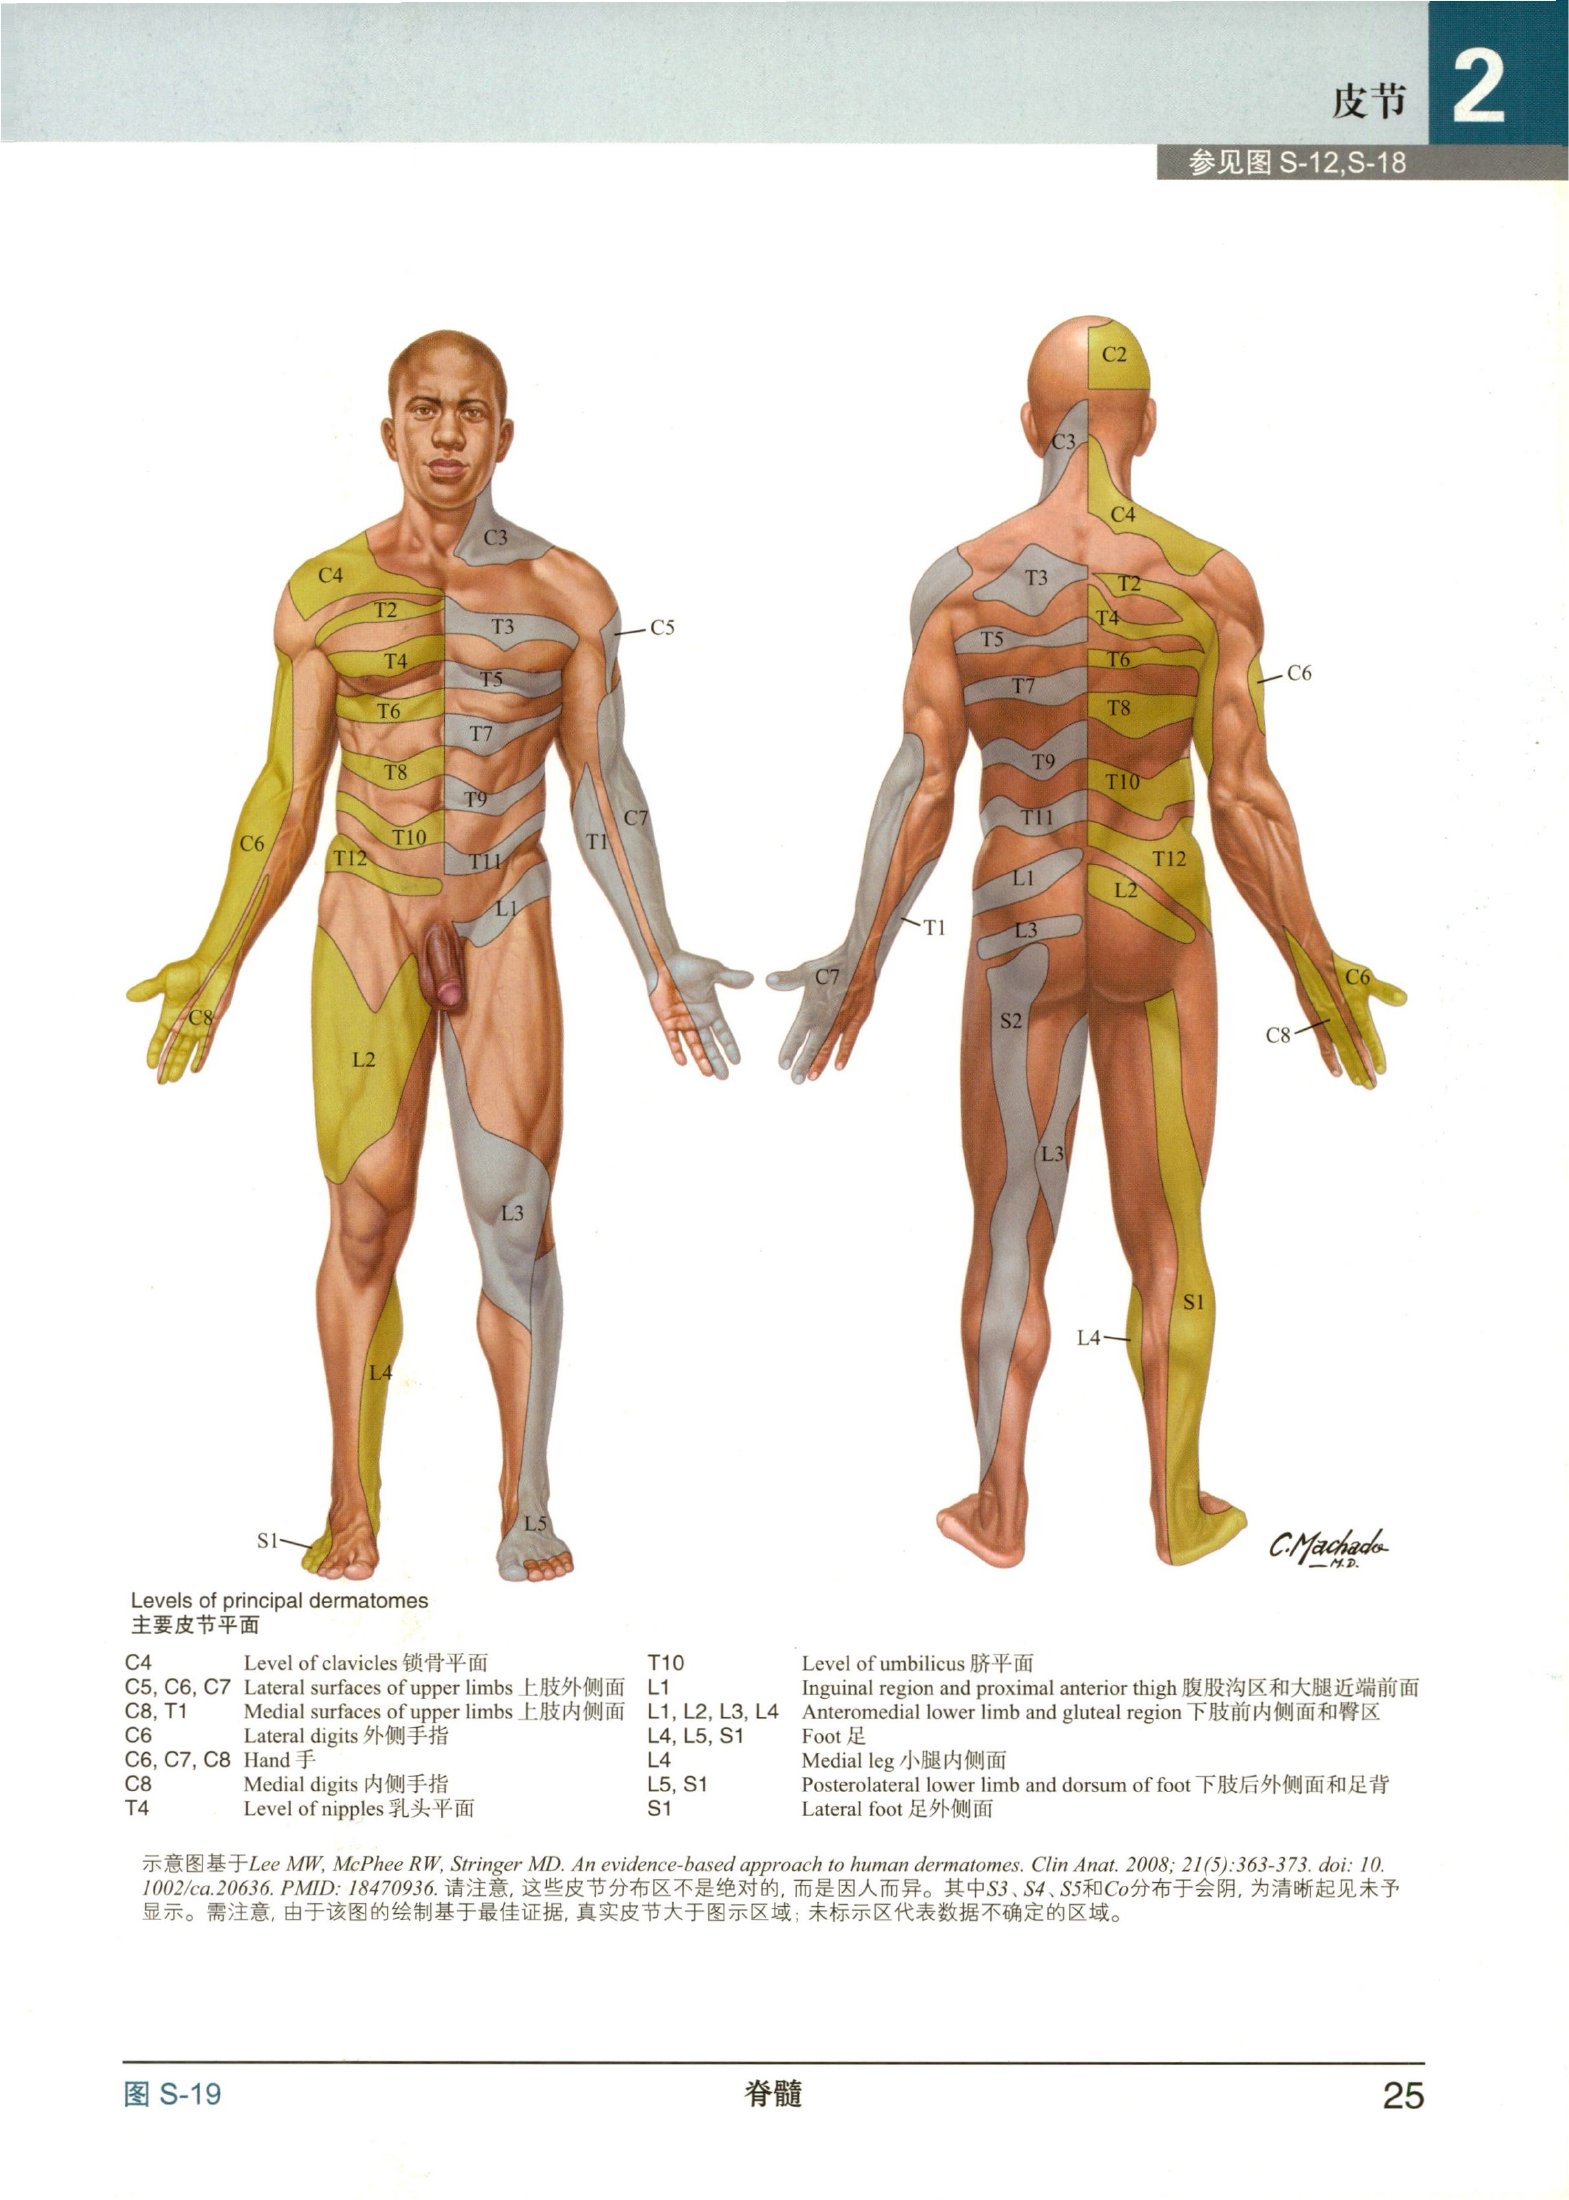 皮节
2
参见图 S-12,S-18
C2
C3
C4
C3
C4
T2
T3
C5
T4
T5
T6
T7
T8
T9
T10
T11
T12
L1
C6
C7
T1
C8
L2
L3
L4
S1
L5
T3
T2
T4
T5
T6
C6
T7
T8
T9
T10
T11
T12
L1
L2
L3
T1
C7
C6
C8
S2
L3
S1
L4
C.Machado
M.D.
Levels of principal dermatomes
主要皮节平面
C4 Level of clavicles 锁骨平面
C5, C6, C7 Lateral surfaces of upper limbs 上肢外侧面
C8, T1 Medial surfaces of upper limbs 上肢内侧面
C6 Lateral digits 外侧手指
C6, C7, C8 Hand 手
C8 Medial digits 内侧手指
T4 Level of nipples 乳头平面
T10 Level of umbilicus 脐平面
L1 Inguinal region and proximal anterior thigh 腹股沟区和大腿近端前面
L1, L2, L3, L4 Anteromedial lower limb and gluteal region 下肢前内侧面和臀区
L4, L5, S1 Foot 足
L4 Medial leg 小腿内侧面
L5, S1 Posterolateral lower limb and dorsum of foot 下肢后外侧面和足背
S1 Lateral foot 足外侧面
示意图基于Lee MW, McPhee RW, Stringer MD. An evidence-based approach to human dermatomes. Clin Anat. 2008; 21(5):363-373. doi: 10.
1002/ca.20636. PMID: 18470936. 请注意, 这些皮节分布区不是绝对的, 而是因人而异。其中S3、S4、S5和Co分布于会阴, 为清晰起见未予
显示。需注意, 由于该图的绘制基于最佳证据, 真实皮节大于图示区域; 未标示区代表数据不确定的区域。
图 S-19
脊髓
25